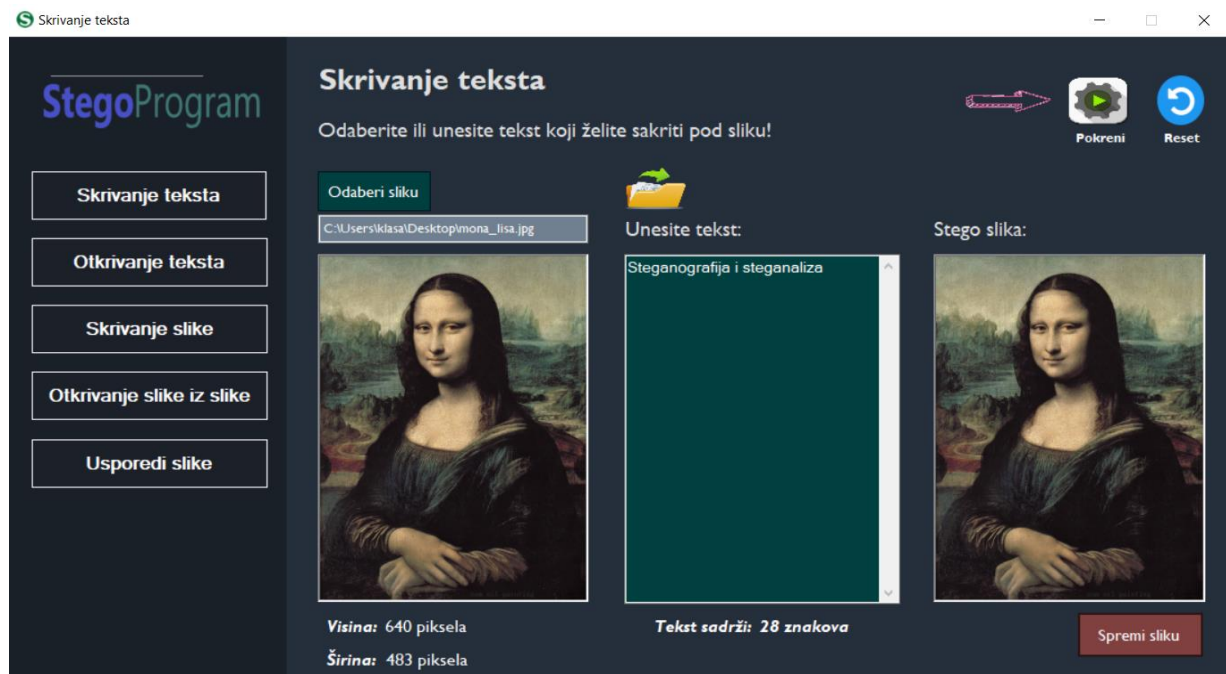 Skrivanje teksta
StegoProgram
Skrivanje teksta
Otkrivanje teksta
Skrivanje slike
Otkrivanje slike iz slike
Usporedi slike
Skrivanje teksta
Odaberite ili unesite tekst koji želite sakriti pod sliku!
Pokreni
Reset
Odaberi sliku
C:\Users\klasa\Desktop\mona_lisa.jpg
Unesite tekst:
Steganografija i steganaliza
Stego slika:
Visina: 640 piksela
Širina: 483 piksela
Tekst sadrži: 28 znakova
Spremi sliku